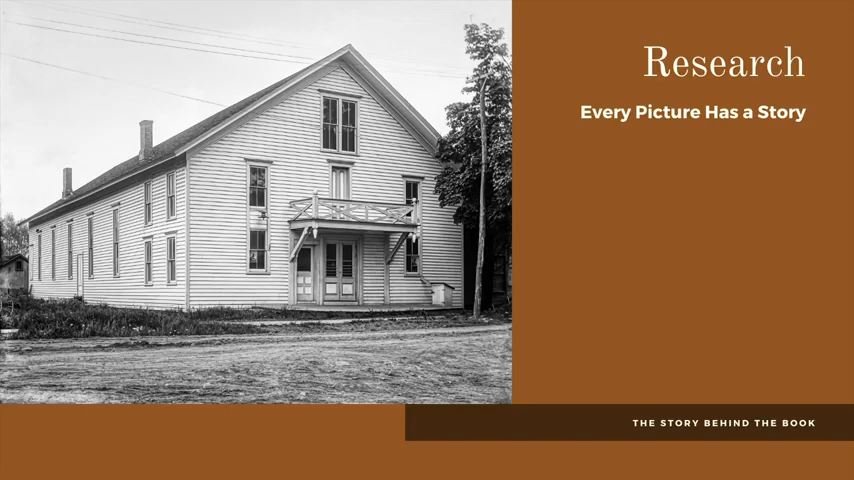 Research
Every Picture Has a Story
THE STORY BEHIND THE BOOK